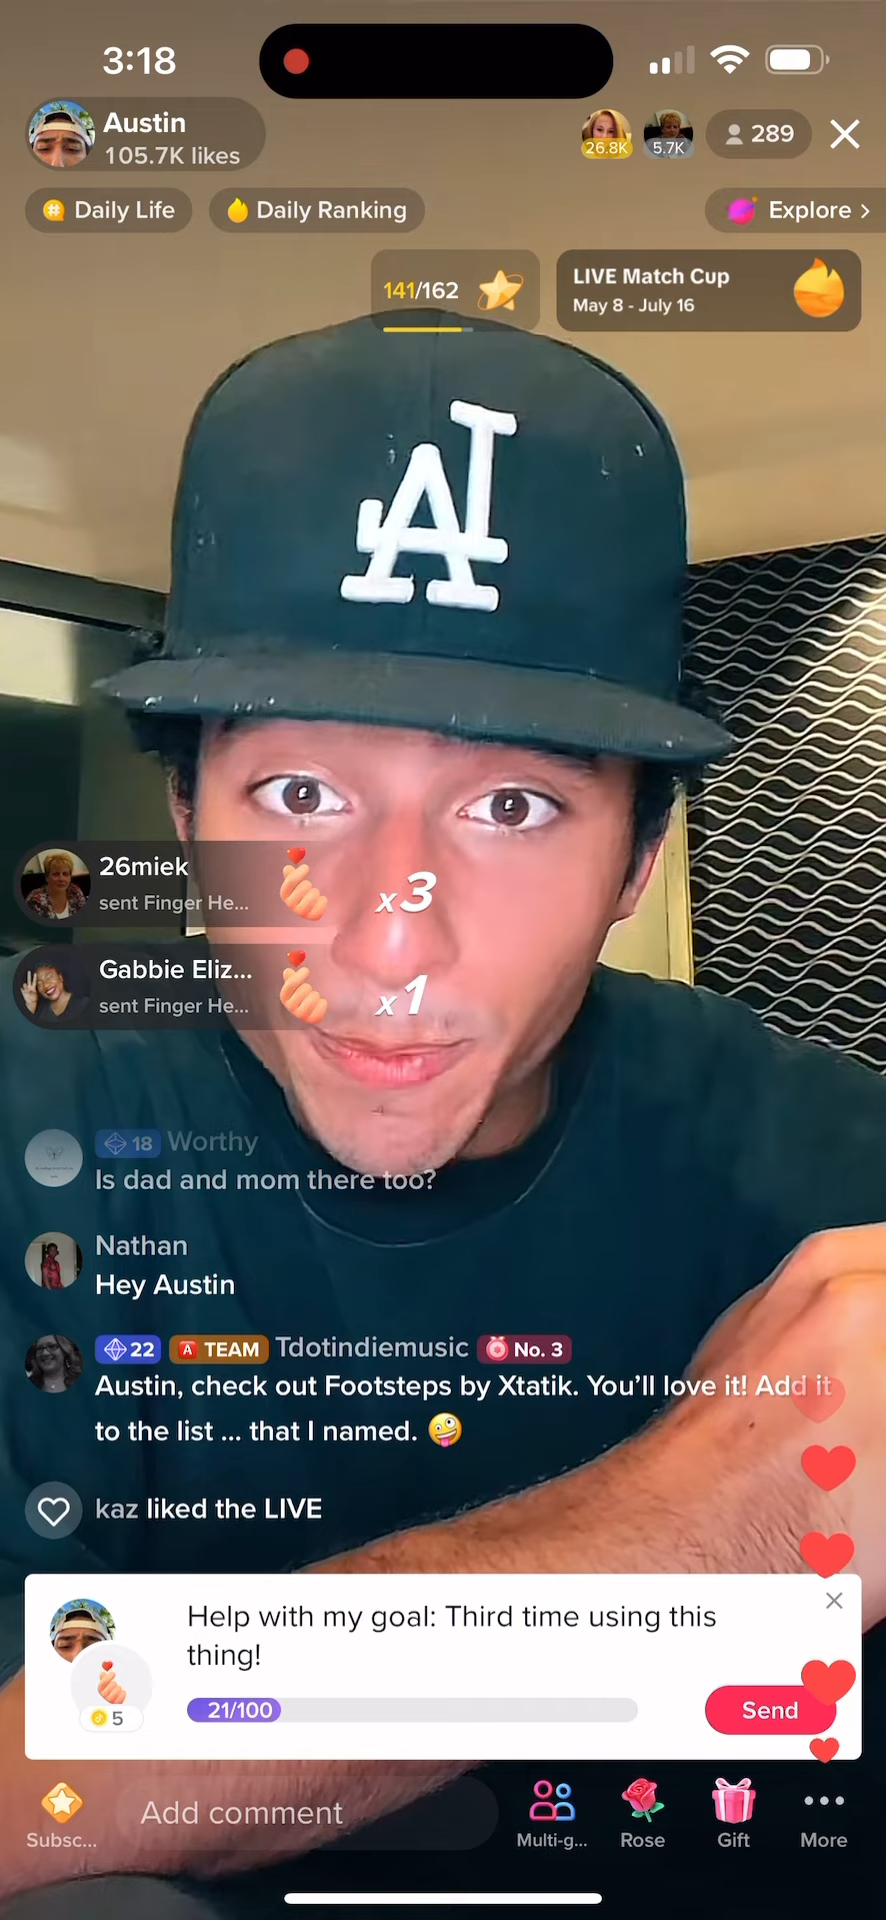 3:18
Austin
105.7K likes
26.8K
5.7K
289
Daily Life
Daily Ranking
Explore >
141/162
LIVE Match Cup
May 8 - July 16
26miek
sent Finger He...
x3
Gabbie Eliz...
sent Finger He...
x1
18 Worthy
Is dad and mom there too?
Nathan
Hey Austin
22 A TEAM Tdotindiemusic No. 3
Austin, check out Footsteps by Xtatik. You’ll love it! Add it
to the list ... that I named. 🤪
kaz liked the LIVE
Help with my goal: Third time using this
thing!
5
21/100
Send
Add comment
Subsc...
Multi-g...
Rose
Gift
More